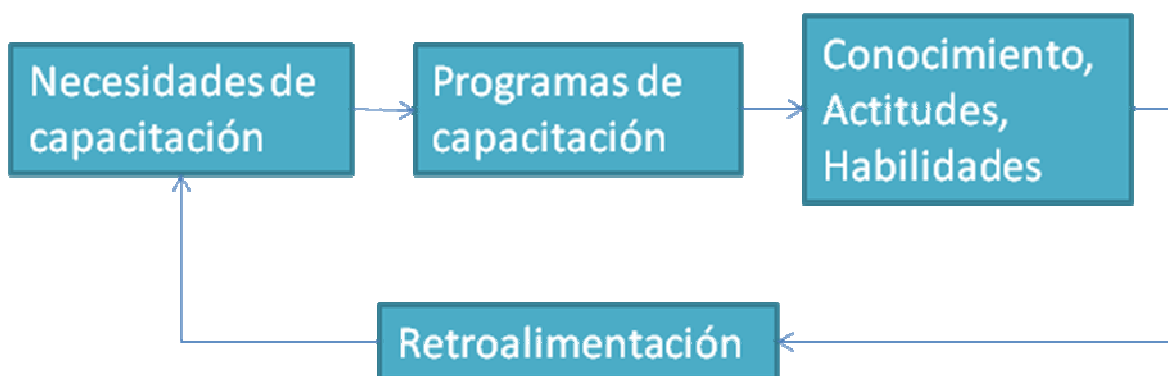 Necesidades de
capacitación
Programas de
capacitación
Conocimiento,
Actitudes,
Habilidades
Retroalimentación